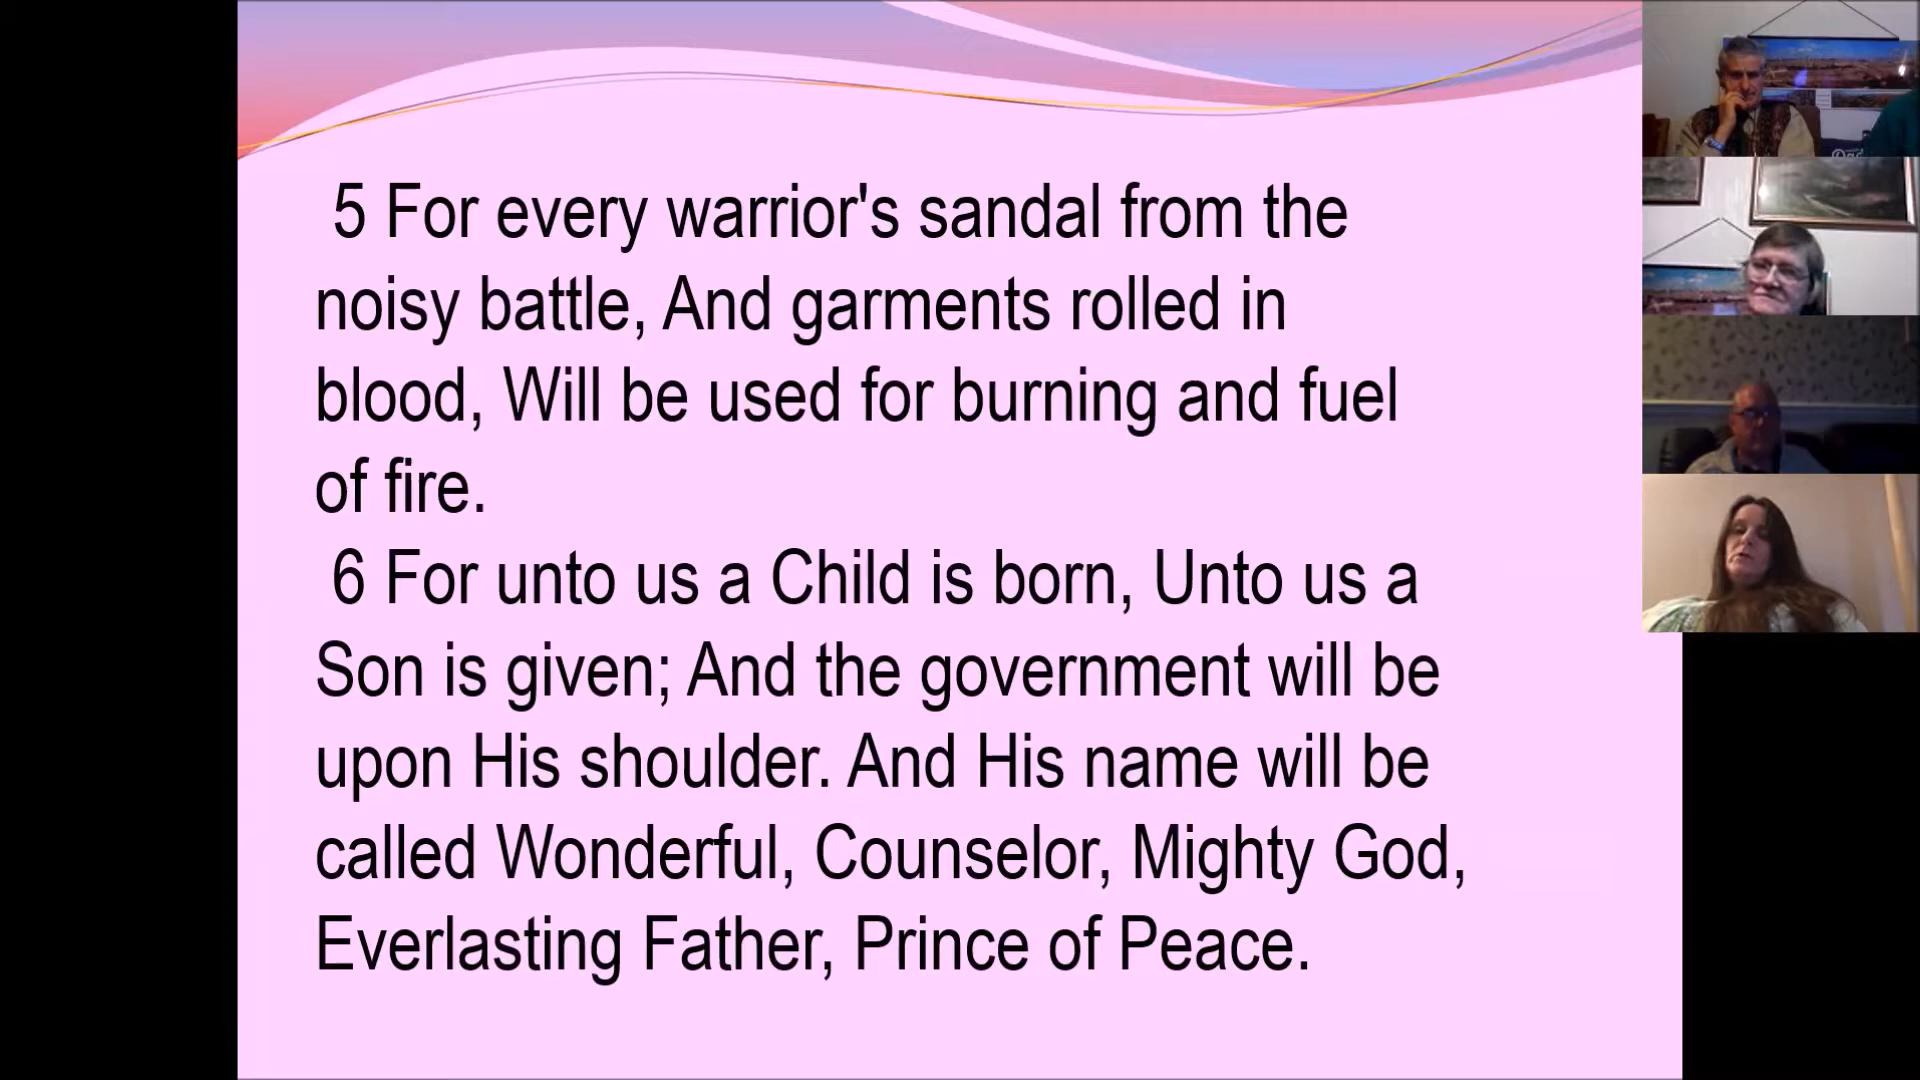 5 For every warrior's sandal from the
noisy battle, And garments rolled in
blood, Will be used for burning and fuel
of fire.
6 For unto us a Child is born, Unto us a
Son is given; And the government will be
upon His shoulder. And His name will be
called Wonderful, Counselor, Mighty God,
Everlasting Father, Prince of Peace.